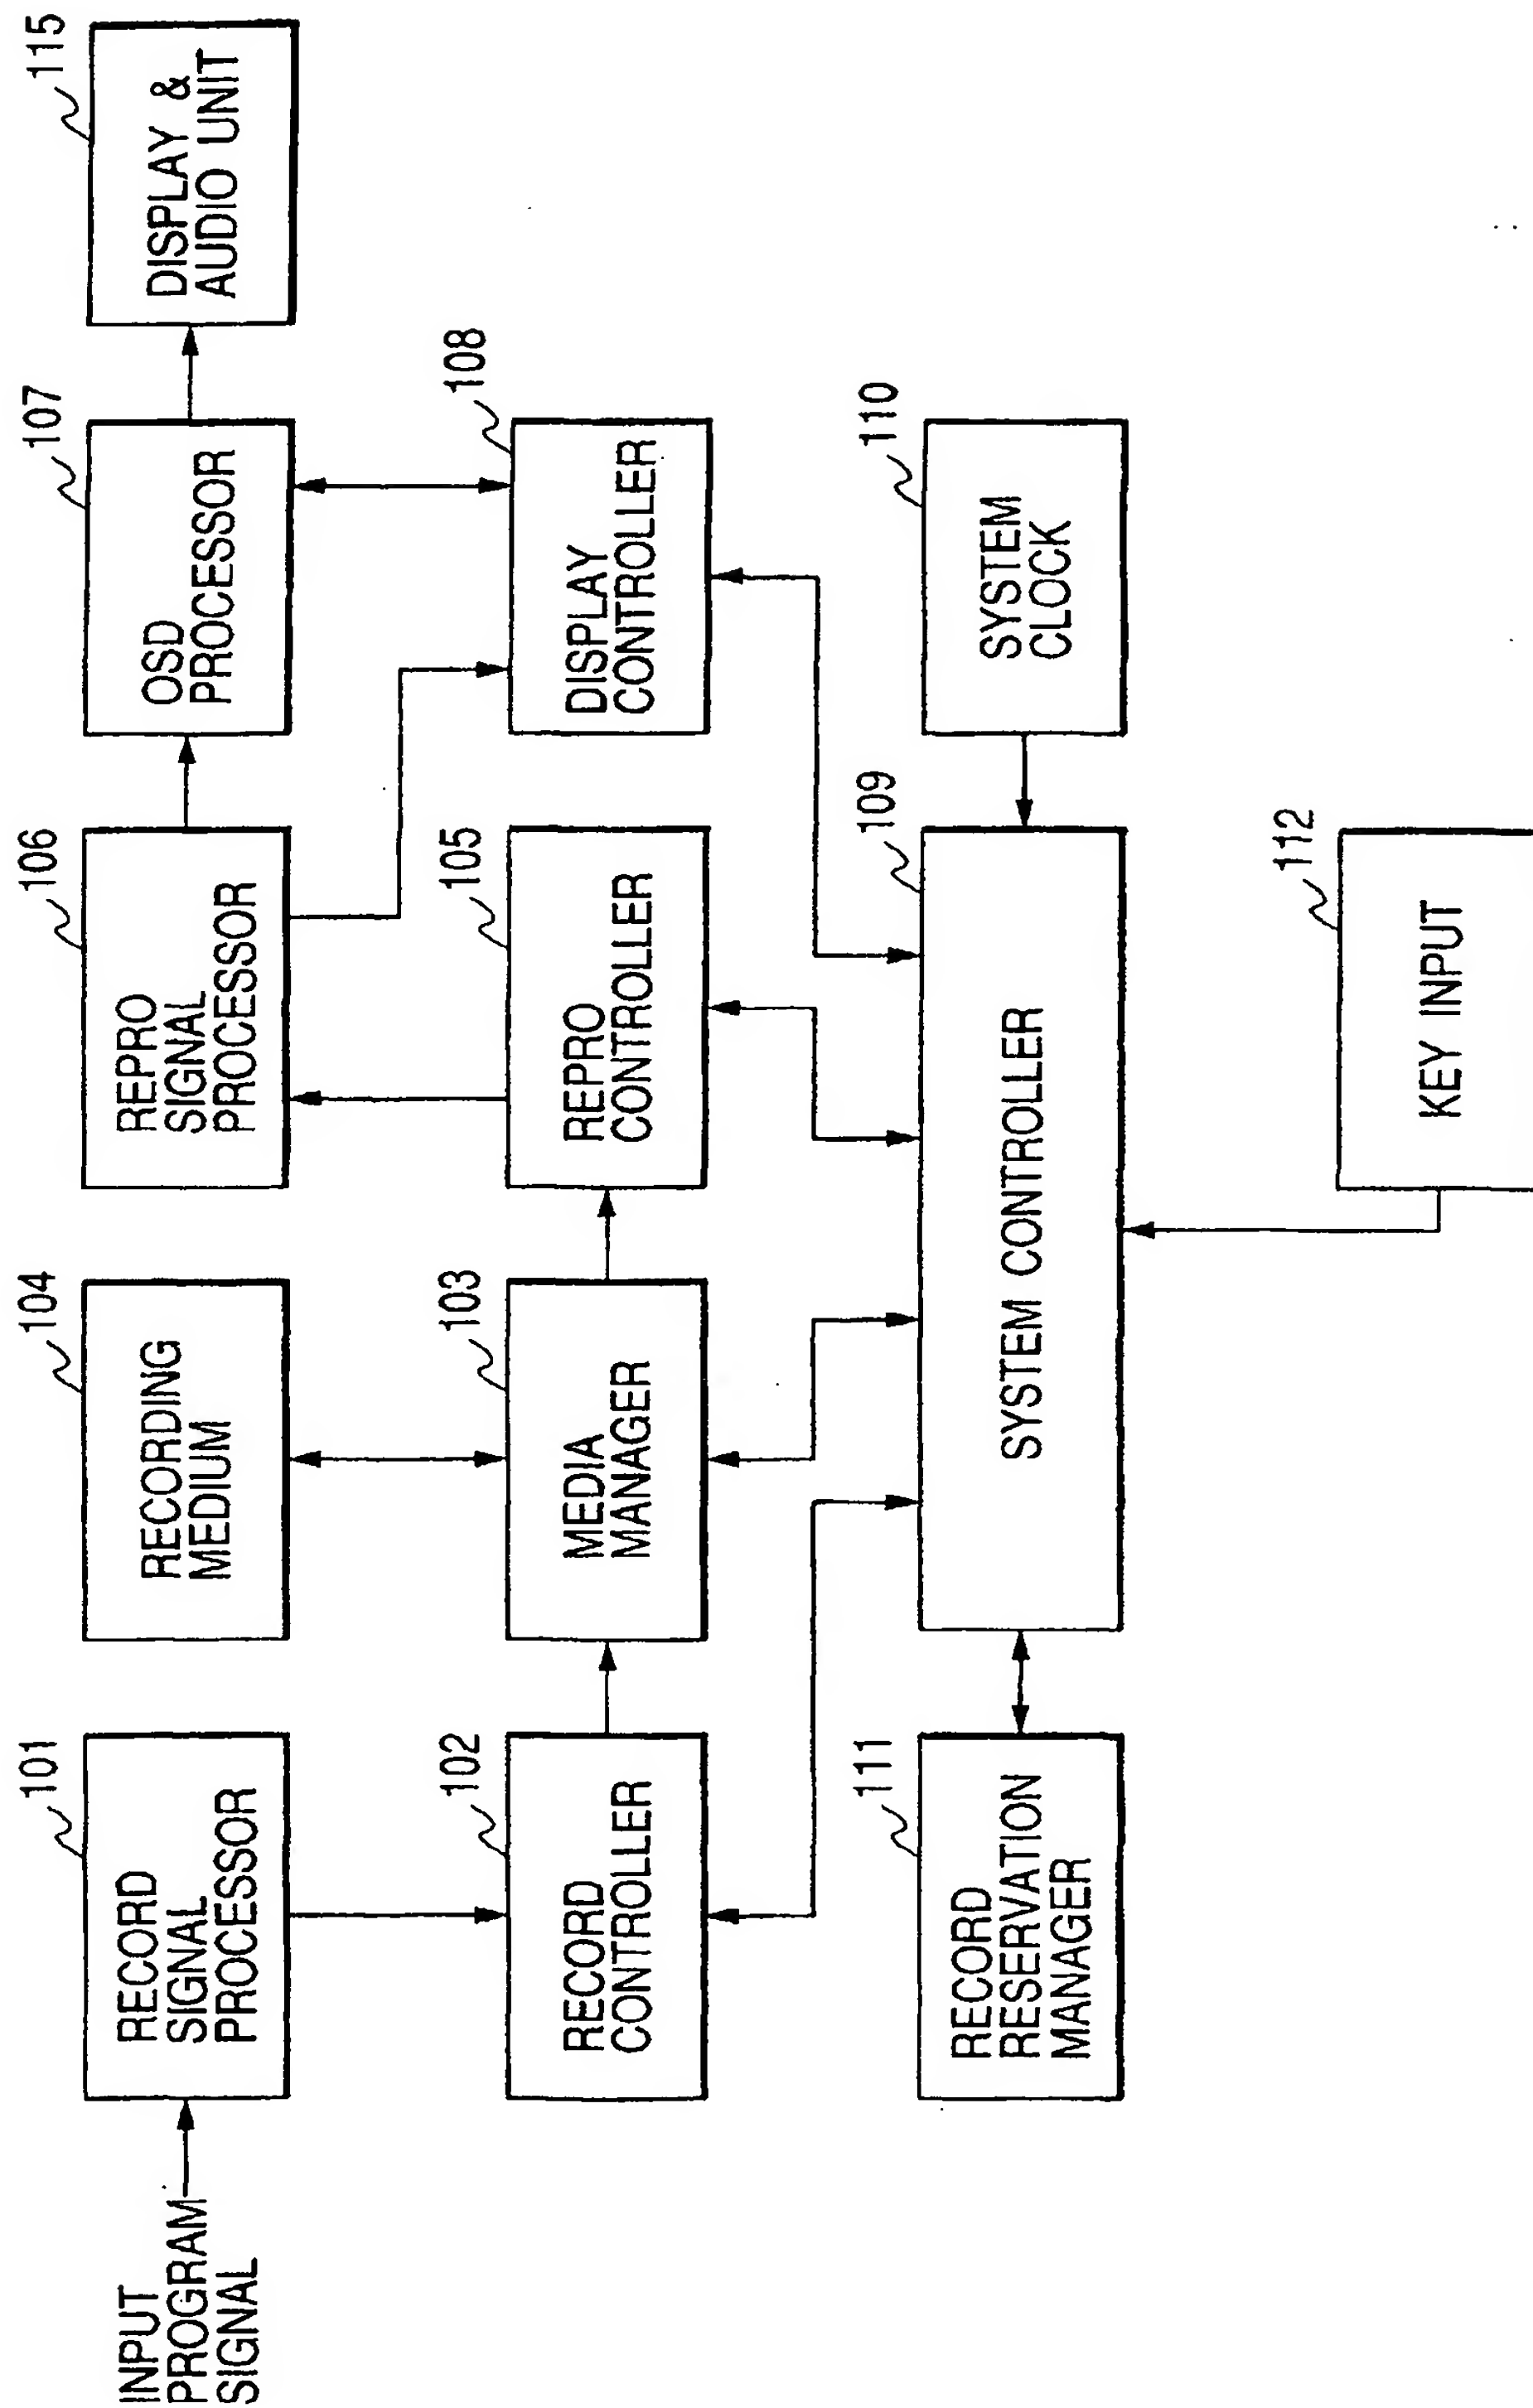 INPUT
PROGRAM
SIGNAL
101
RECORD
SIGNAL
PROCESSOR
104
RECORDING
MEDIUM
106
REPRO
SIGNAL
PROCESSOR
107
OSD
PROCESSOR
115
DISPLAY &
AUDIO UNIT
102
RECORD
CONTROLLER
103
MEDIA
MANAGER
105
REPRO
CONTROLLER
108
DISPLAY
CONTROLLER
111
RECORD
RESERVATION
MANAGER
109
SYSTEM CONTROLLER
110
SYSTEM
CLOCK
112
KEY INPUT